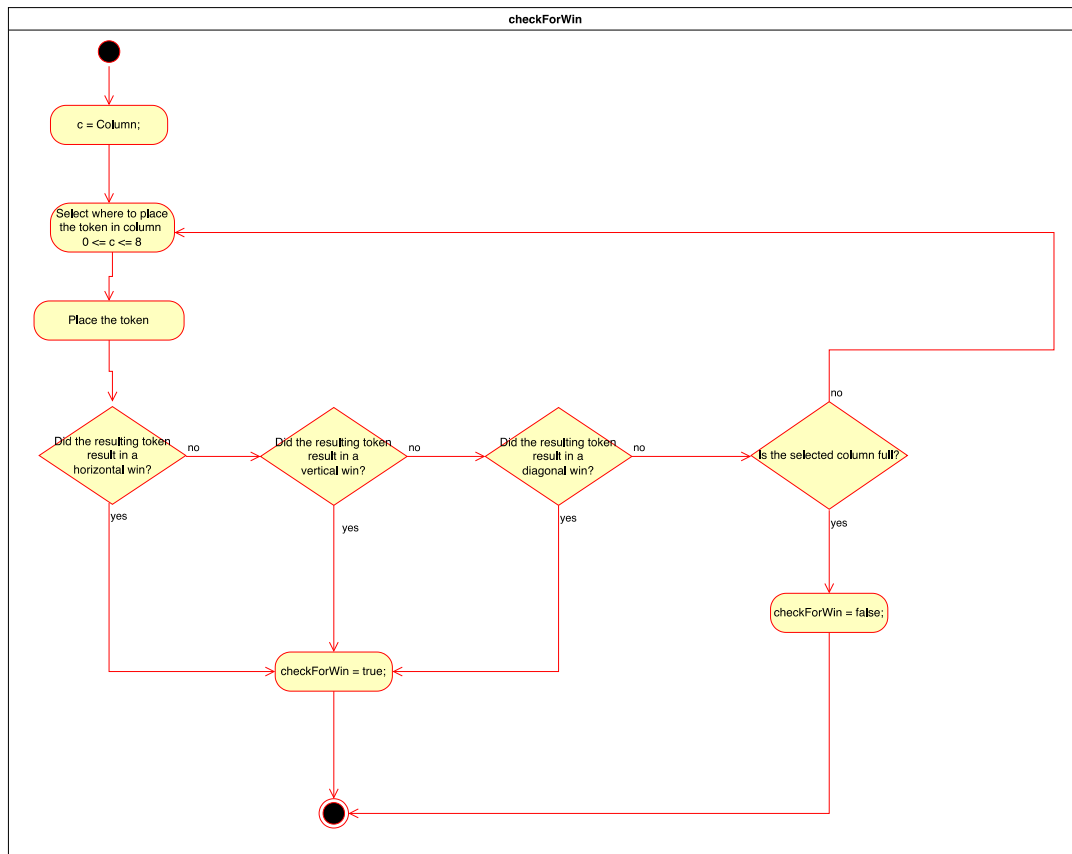 checkForWin
c = Column;
Select where to place
the token in column
0 <= c <= 8
Place the token
no
Did the resulting token
result in a
horizontal win?
no
Did the resulting token
result in a
vertical win?
no
Did the resulting token
result in a
diagonal win?
no
Is the selected column full?
yes
yes
yes
yes
checkForWin = false;
checkForWin = true;